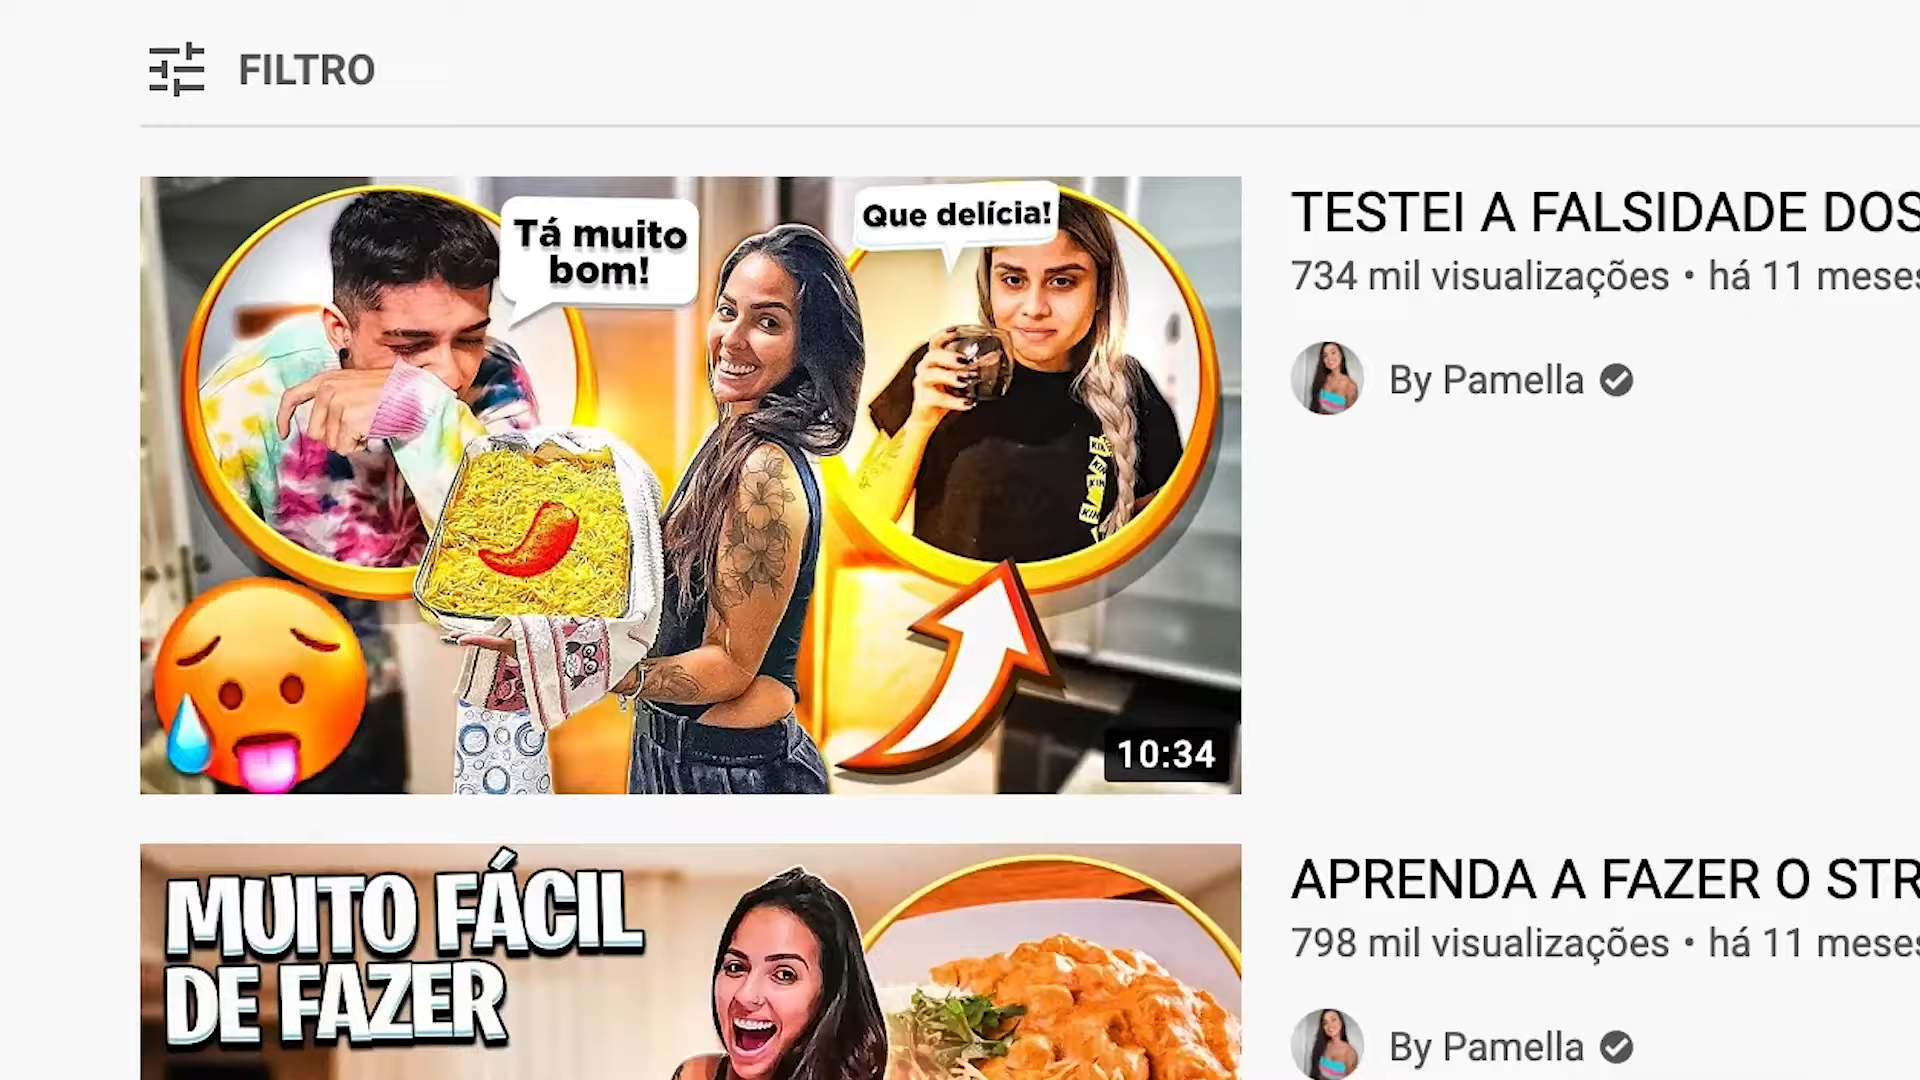 FILTRO
Tá muito
bom!
Que delícia!
KIH
10:34
TESTEI A FALSIDADE DOS
734 mil visualizações • há 11 meses
By Pamella
MUITO FÁCIL
DE FAZER
APRENDA A FAZER O STR
798 mil visualizações • há 11 meses
By Pamella